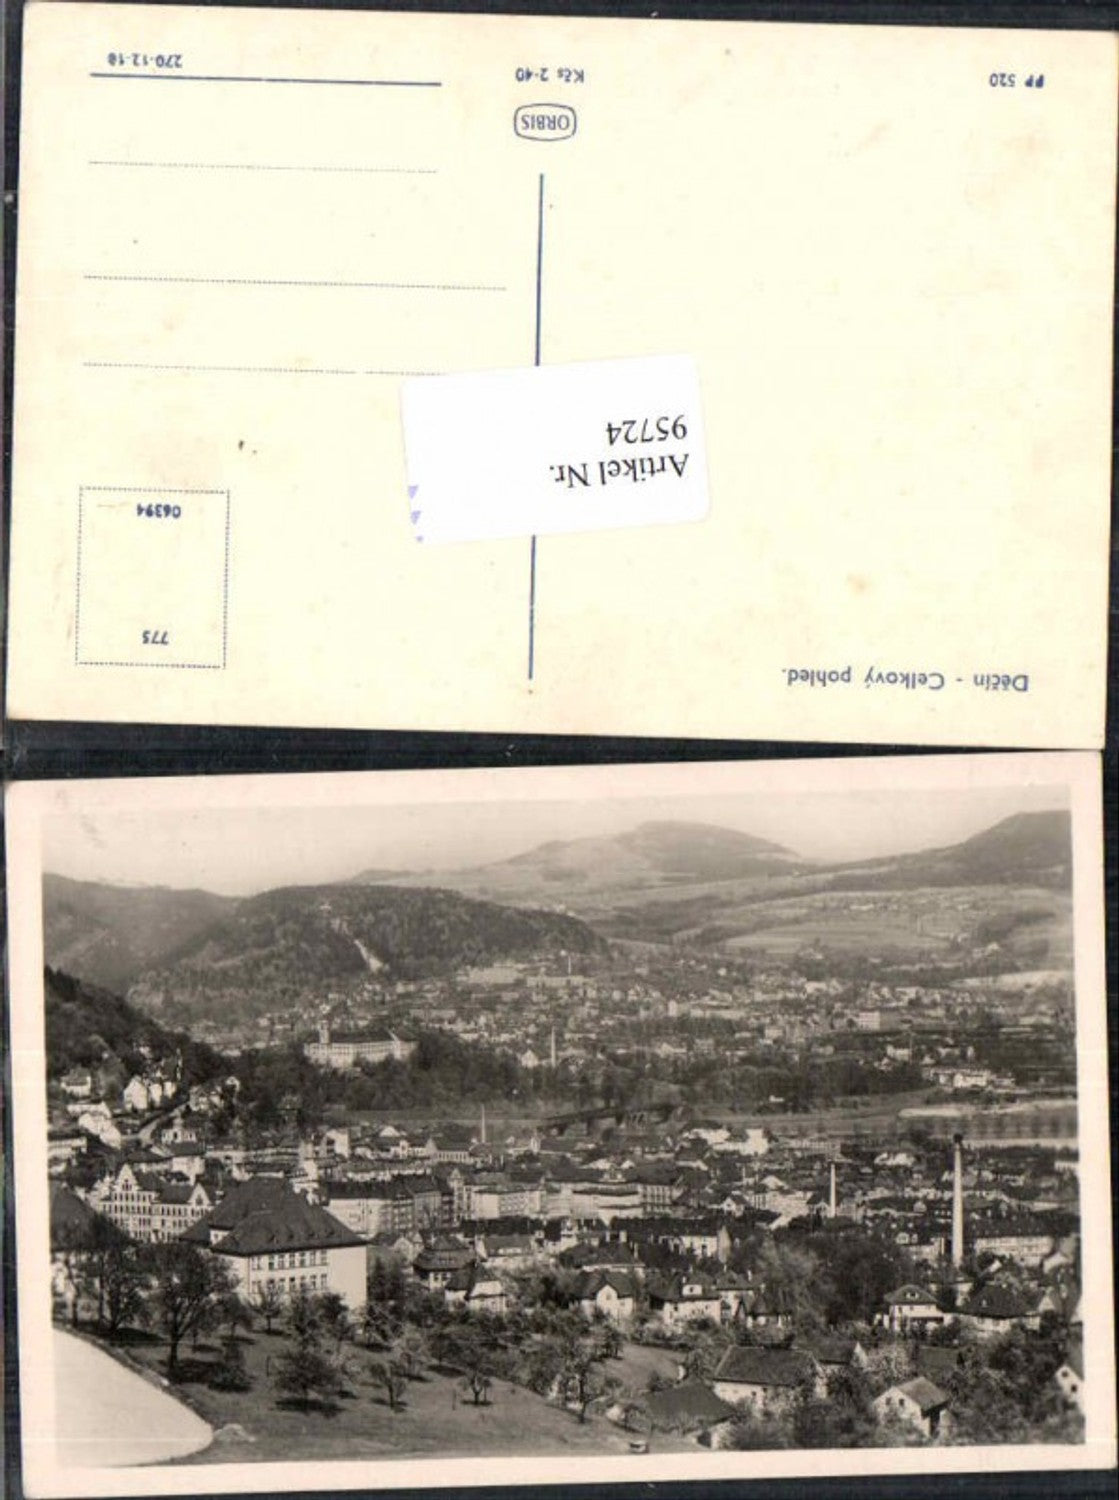 Děčín - Celkový pohled.
775
06394
Artikel Nr.
95724
ORBIS
Kčs 2·40
PP 520
270-12-18